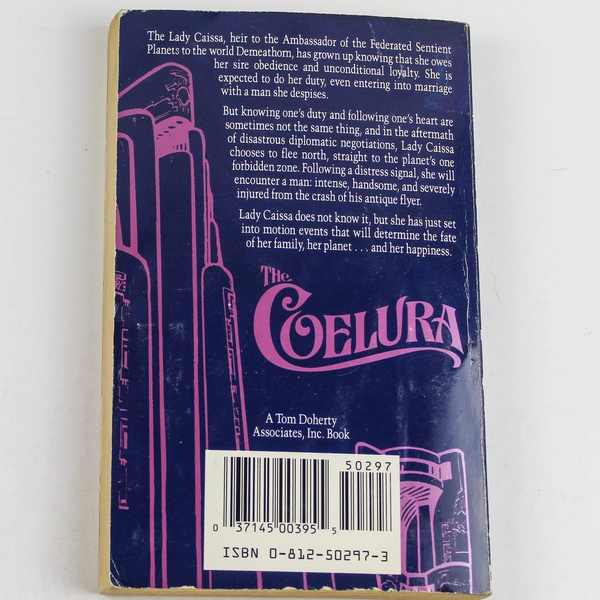 The Lady Caissa, heir to the Ambassador of the Federated Sentient
Planets to the world Demeathorn, has grown up knowing that she owes
her sire obedience and unconditional loyalty. She is
expected to do her duty, even entering into marriage
with a man she despises.
But knowing one's duty and following one's heart are
sometimes not the same thing, and in the aftermath
of disastrous diplomatic negotiations, Lady Caissa
chooses to flee north, straight to the planet's one
forbidden zone. Following a distress signal, she will
encounter a man: intense, handsome, and severely
injured from the crash of his antique flyer.
Lady Caissa does not know it, but she has just set
into motion events that will determine the fate
of her family, her planet . . . and her happiness.
The
COELURA
A Tom Doherty
Associates, Inc. Book
50297
0 37145 00395 5
ISBN 0-812-50297-3